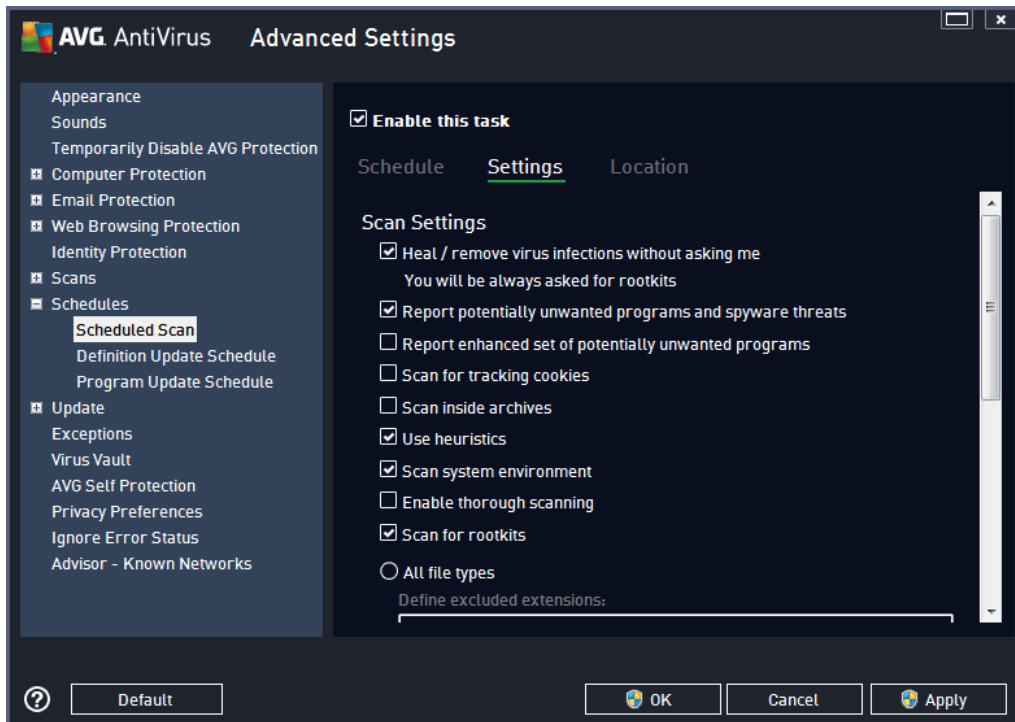 AVG AntiVirus Advanced Settings
Appearance
Sounds
Temporarily Disable AVG Protection
Computer Protection
Email Protection
Web Browsing Protection
Identity Protection
Scans
Schedules
Scheduled Scan
Definition Update Schedule
Program Update Schedule
Update
Exceptions
Virus Vault
AVG Self Protection
Privacy Preferences
Ignore Error Status
Advisor - Known Networks
Enable this task
Schedule Settings Location
Scan Settings
Heal / remove virus infections without asking me
You will be always asked for rootkits
Report potentially unwanted programs and spyware threats
Report enhanced set of potentially unwanted programs
Scan for tracking cookies
Scan inside archives
Use heuristics
Scan system environment
Enable thorough scanning
Scan for rootkits
All file types
Define excluded extensions:
? Default OK Cancel Apply